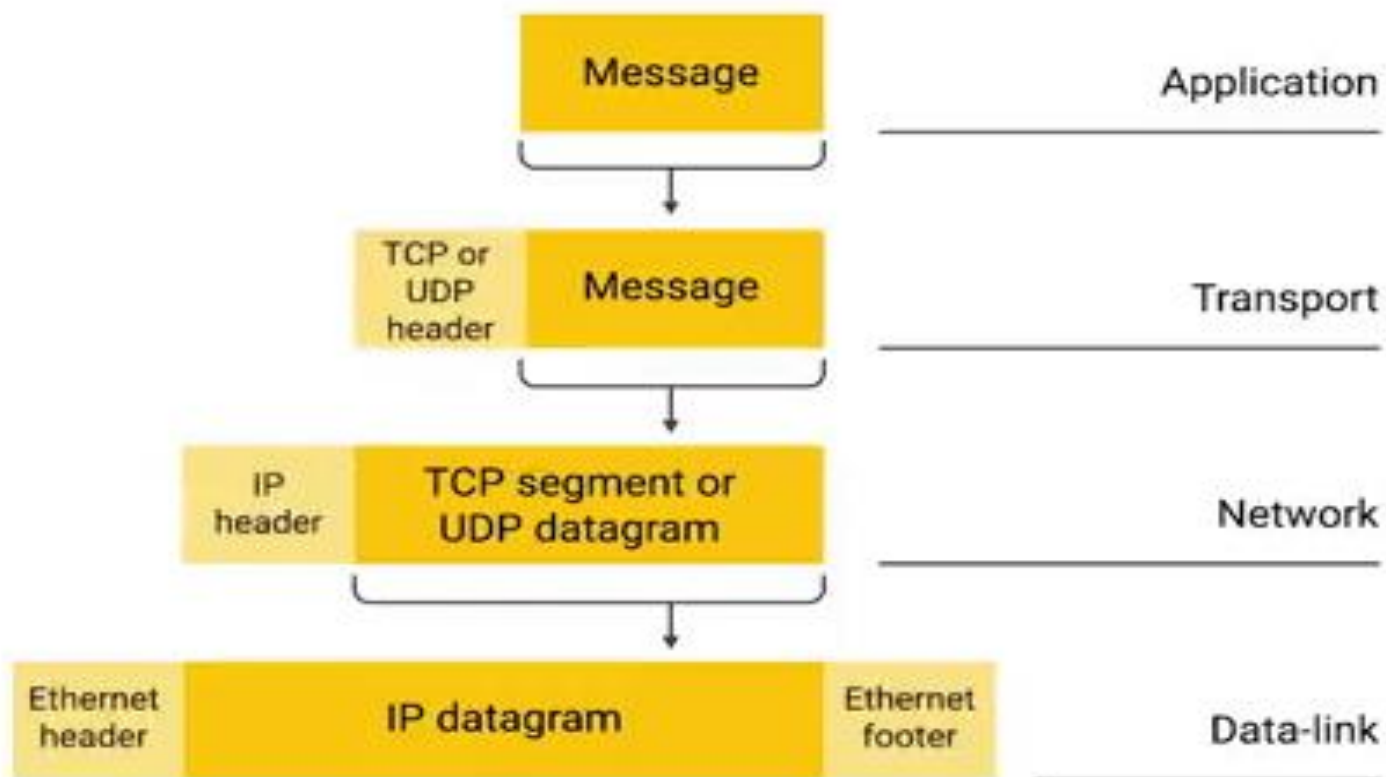 Message
Application
TCP or
UDP
header
Message
Transport
IP
header
TCP segment or
UDP datagram
Network
Ethernet
header
IP datagram
Ethernet
footer
Data-link